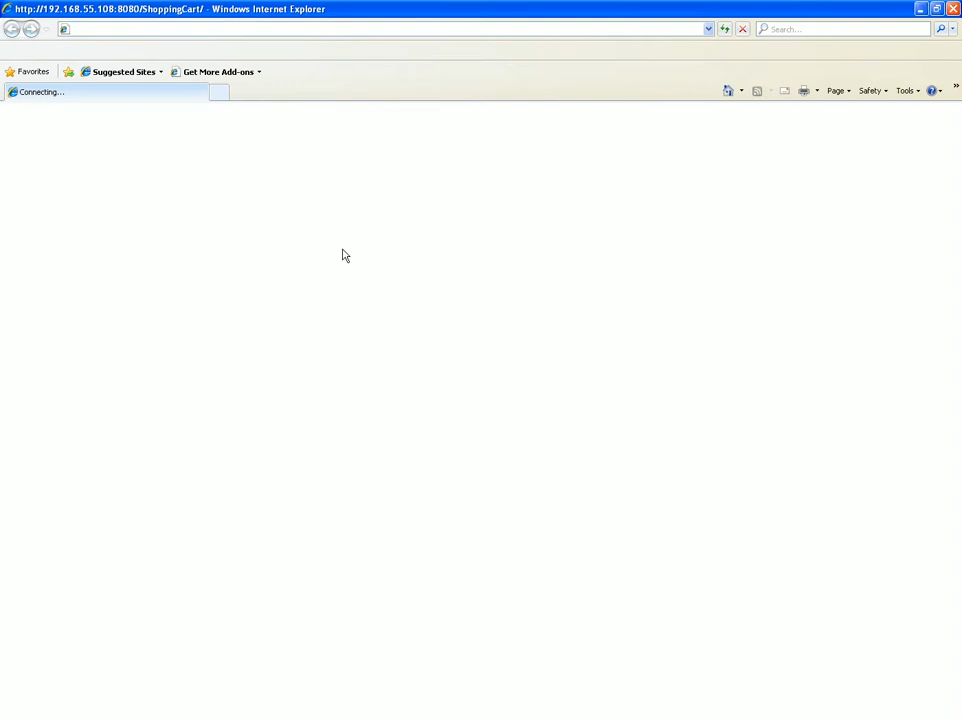 http://192.168.55.108:8080/ShoppingCart/ - Windows Internet Explorer
Search...
Favorites Suggested Sites Get More Add-ons
Connecting... Page Safety Tools »